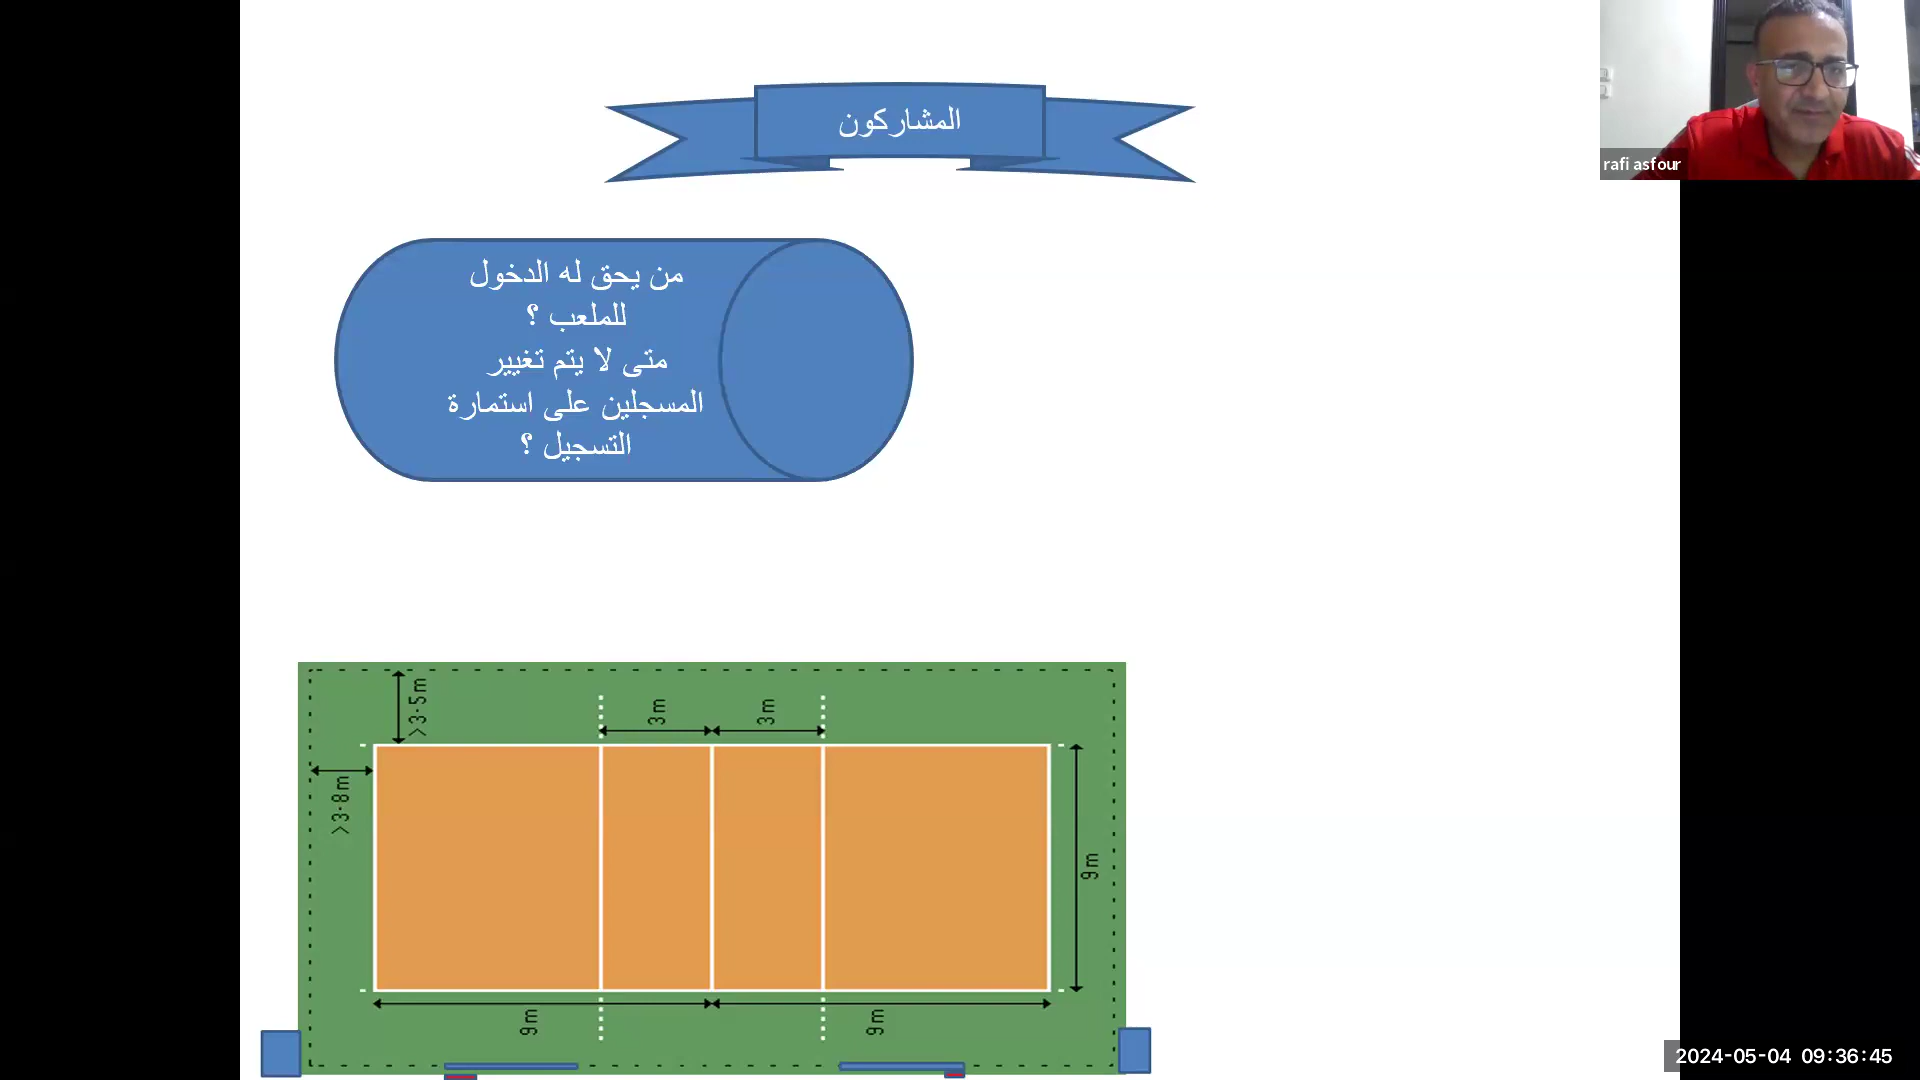 المشاركون
rafi asfour
من يحق له الدخول
للملعب ؟
متى لا يتم تغيير
المسجلين على استمارة
التسجيل ؟
>3·5m
3m
3m
>3·8m
9m
9m
9m
2024-05-04 09:36:45